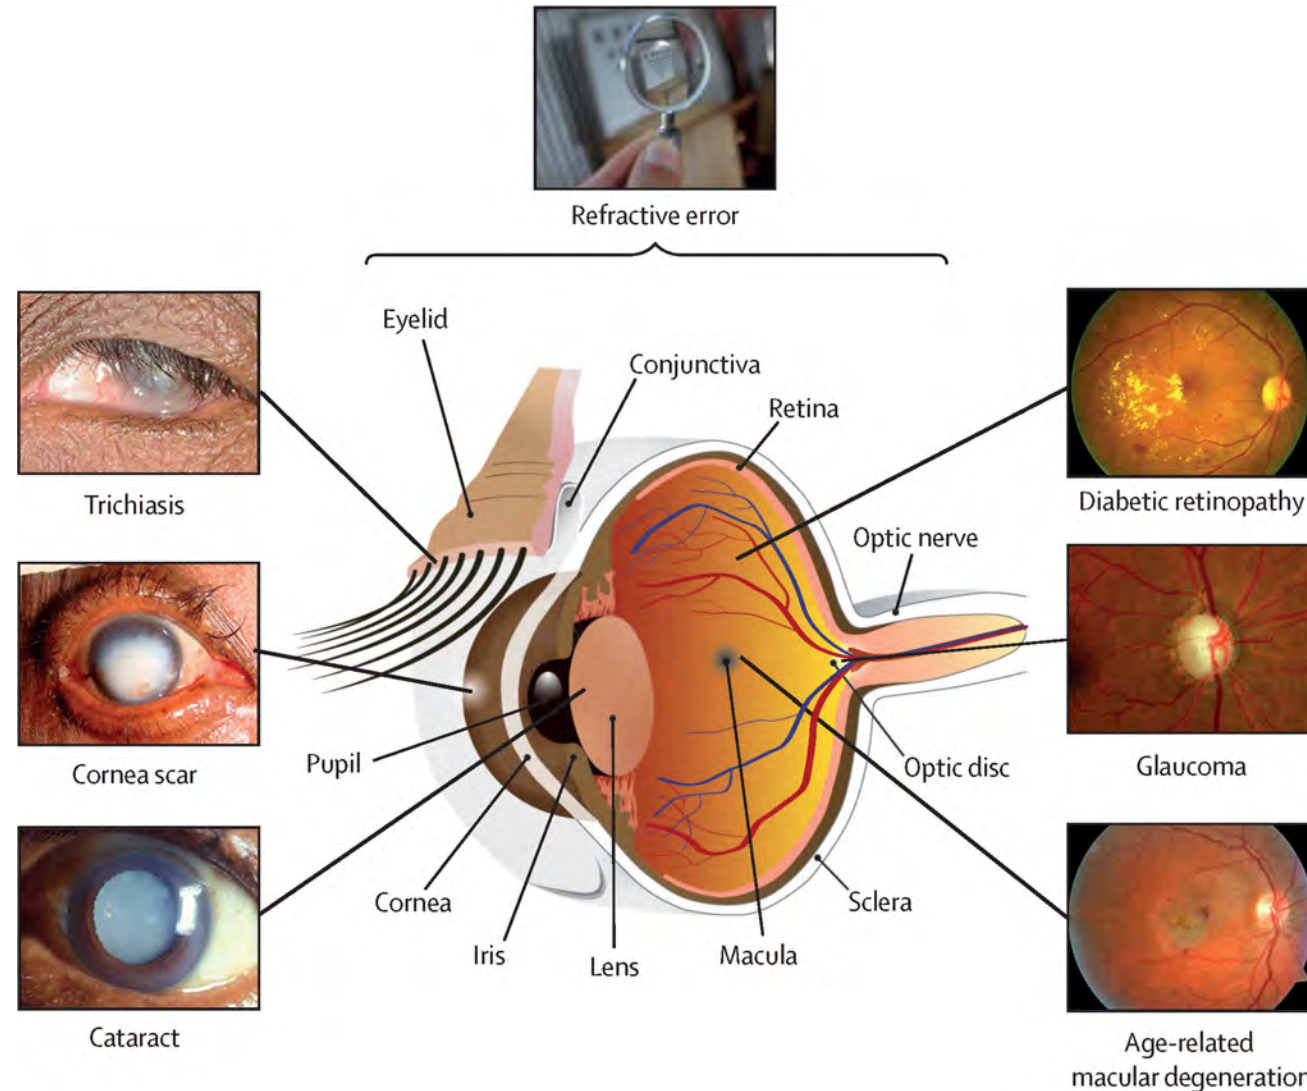 Refractive error
Eyelid
Conjunctiva
Retina
Trichiasis
Diabetic retinopathy
Optic nerve
Cornea scar
Pupil
Optic disc
Glaucoma
Cornea
Sclera
Iris
Lens
Macula
Cataract
Age-related
macular degeneration